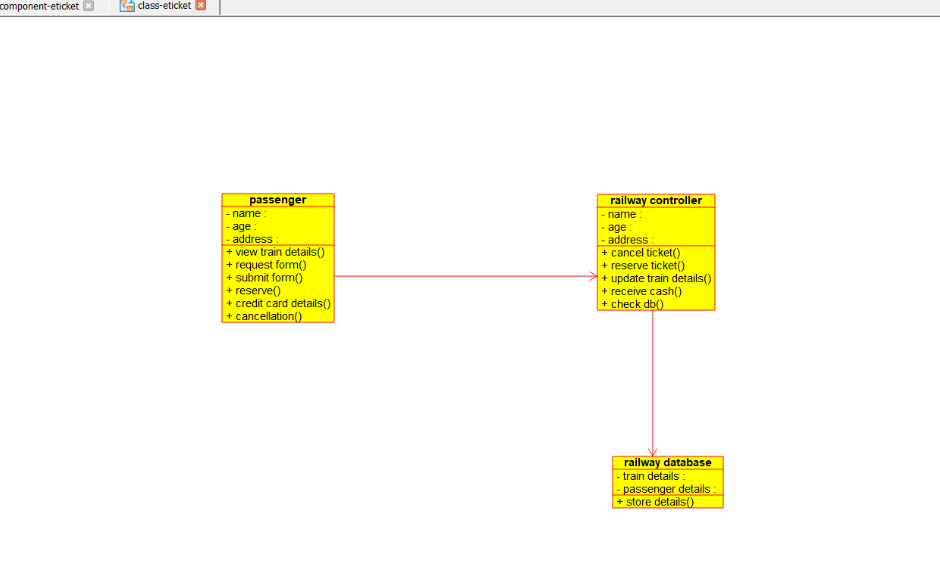 component-eticket
class-eticket
passenger
- name :
- age :
- address :
+ view train details()
+ request form()
+ submit form()
+ reserve()
+ credit card details()
+ cancellation()
railway controller
- name :
- age :
- address :
+ cancel ticket()
+ reserve ticket()
+ update train details()
+ receive cash()
+ check db()
railway database
- train details :
- passenger details :
+ store details()